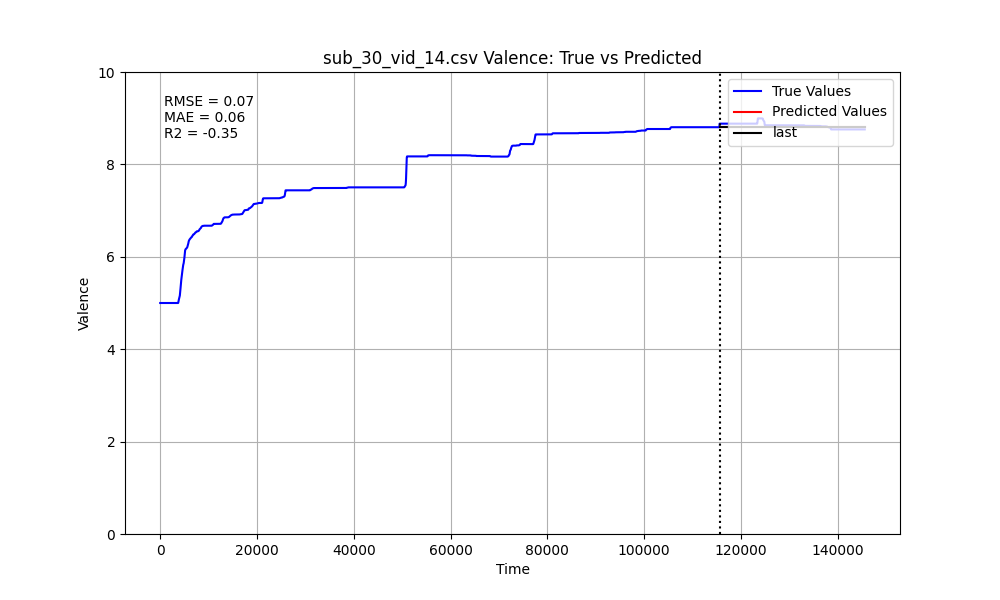 sub_30_vid_14.csv Valence: True vs Predicted
RMSE = 0.07
MAE = 0.06
R2 = -0.35
True Values
Predicted Values
last
10
8
6
4
2
0
Valence
0 20000 40000 60000 80000 100000 120000 140000
Time